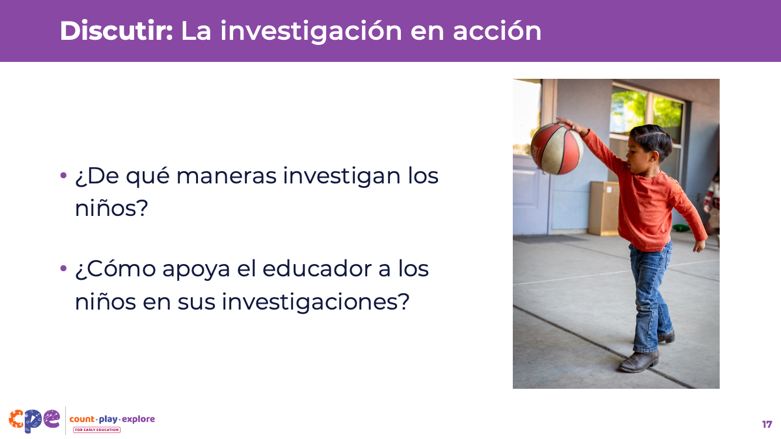 Discutir: La investigación en acción
• ¿De qué maneras investigan los
niños?
• ¿Cómo apoya el educador a los
niños en sus investigaciones?
cpe
count·play·explore
FOR EARLY EDUCATION
17